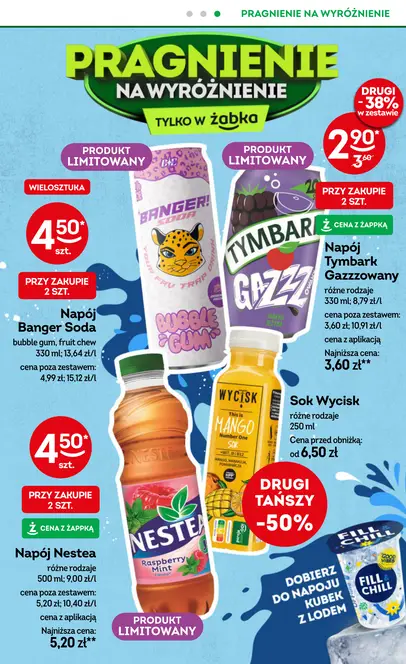 PRAGNIENIE NA WYRÓŻNIENIE
PRAGNIENIE
NA WYRÓŻNIENIE
TYLKO W żabka
DRUGI
-38%
w zestawie
2,90*
3,60
PRZY ZAKUPIE
2 SZT.
CENA Z ŻAPPKĄ
Napój
Tymbark
Gazzzowany
różne rodzaje
330 ml; 8,79 zł/l
cena poza zestawem:
3,60 zł; 10,91 zł/l
cena z aplikacją
Najniższa cena:
3,60 zł**
PRODUKT
LIMITOWANY
PRODUKT
LIMITOWANY
WIELOSZTUKA
4,50*
szt.
PRZY ZAKUPIE
2 SZT.
Napój
Banger Soda
bubble gum, fruit chew
330 ml; 13,64 zł/l
cena poza zestawem:
4,99 zł; 15,12 zł/l
BANGER!
SODA
BUBBLE
GUM
TYMBARK
GAZZZ
4,50*
szt.
PRZY ZAKUPIE
2 SZT.
CENA Z ŻAPPKĄ
Napój Nestea
różne rodzaje
500 ml; 9,00 zł/l
cena poza zestawem:
5,20 zł; 10,40 zł/l
cena z aplikacją
Najniższa cena:
5,20 zł**
NESTEA
Raspberry
Mint
PRODUKT
LIMITOWANY
WYCISK
This is
MANGO
Number One
SOK
Sok Wycisk
różne rodzaje
250 ml
Cena przed obniżką:
od 6,50 zł
DRUGI
TAŃSZY
-50%
DOBIERZ
DO NAPOJU
KUBEK
Z LODEM
FILL &
CHILL
FILL &
CHILL